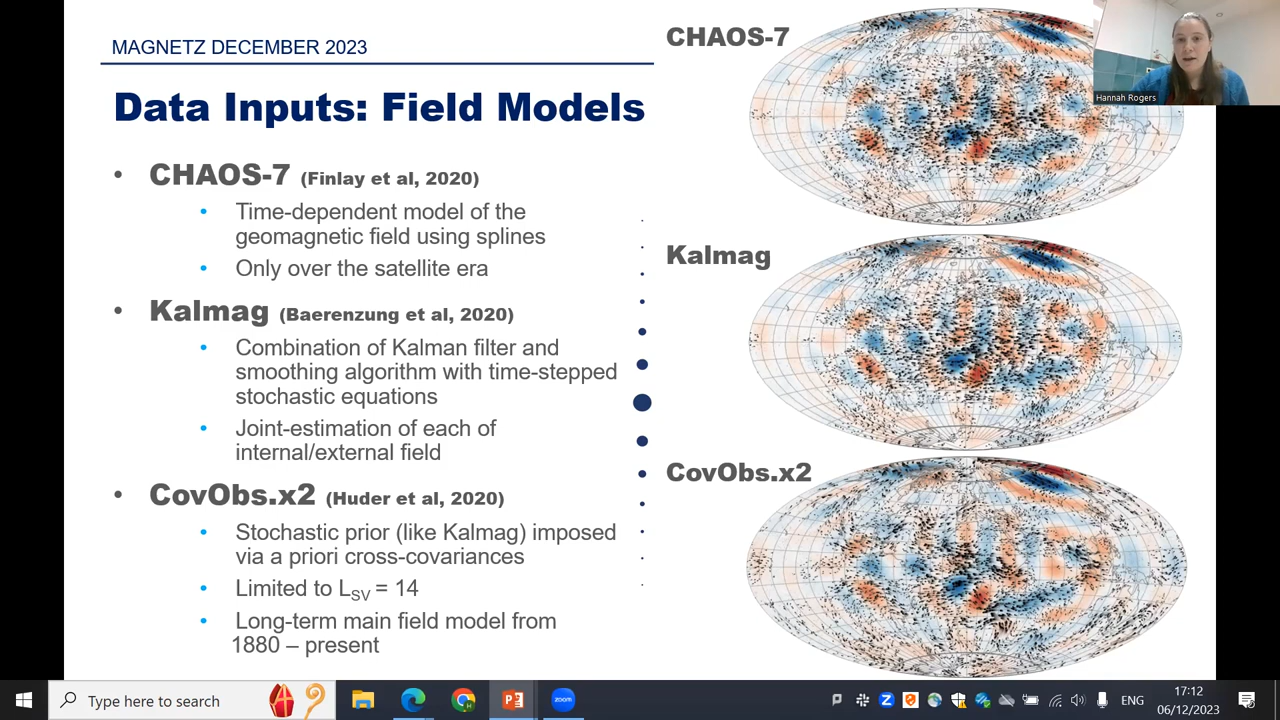 MAGNETZ DECEMBER 2023
Data Inputs: Field Models
• CHAOS-7 (Finlay et al, 2020)
• Time-dependent model of the
geomagnetic field using splines
• Only over the satellite era
• Kalmag (Baerenzung et al, 2020)
• Combination of Kalman filter and
smoothing algorithm with time-stepped
stochastic equations
• Joint-estimation of each of
internal/external field
• CovObs.x2 (Huder et al, 2020)
• Stochastic prior (like Kalmag) imposed
via a priori cross-covariances
• Limited to LSV = 14
• Long-term main field model from
1880 – present
CHAOS-7
Kalmag
CovObs.x2
Hannah Rogers
Type here to search
zoom
ENG
17:12
06/12/2023